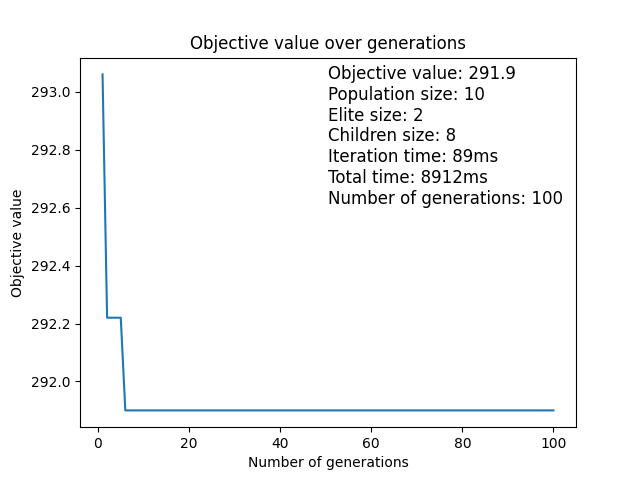 Objective value over generations
Objective value: 291.9
Population size: 10
Elite size: 2
Children size: 8
Iteration time: 89ms
Total time: 8912ms
Number of generations: 100
Objective value
293.0
292.8
292.6
292.4
292.2
292.0
0 20 40 60 80 100
Number of generations